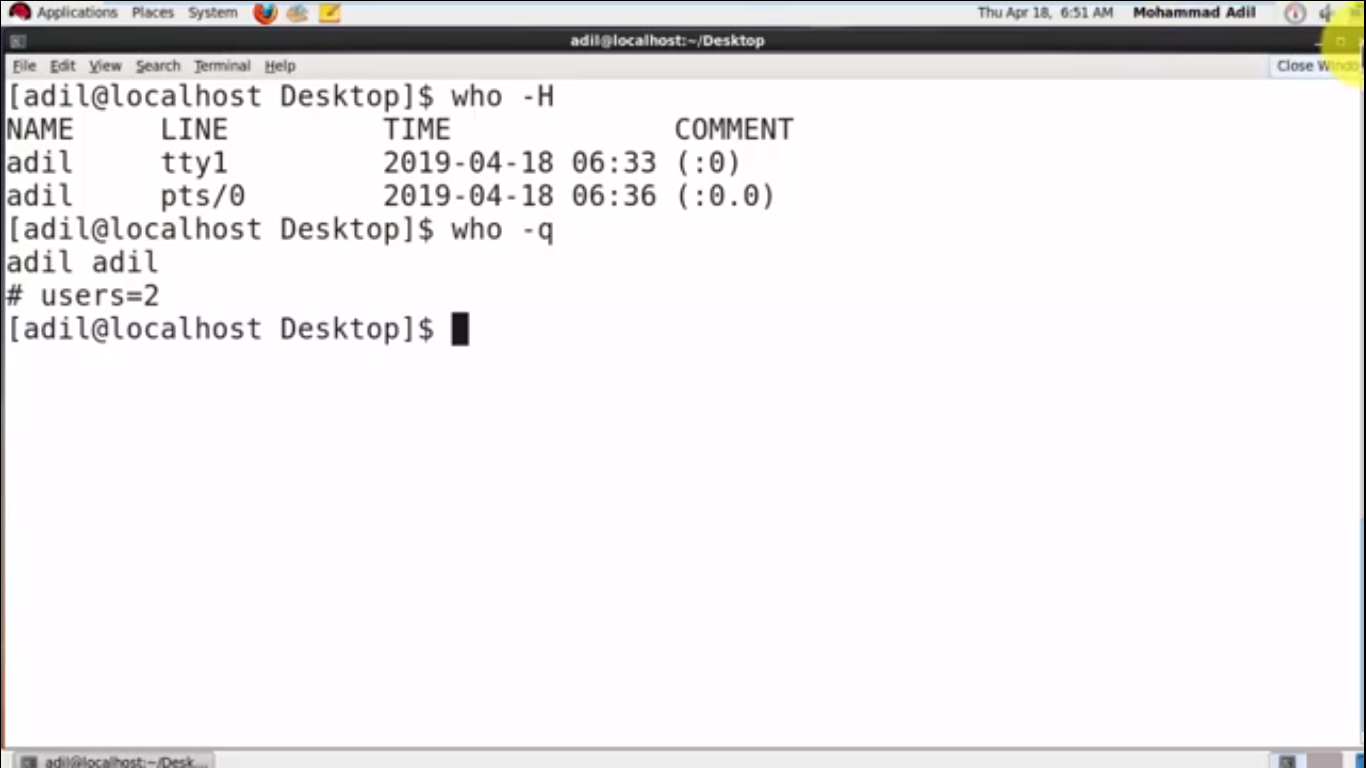 Applications Places System Thu Apr 18, 6:51 AM Mohammad Adil
adil@localhost:~/Desktop
File Edit View Search Terminal Help Close Windo
[adil@localhost Desktop]$ who -H
NAME LINE TIME COMMENT
adil tty1 2019-04-18 06:33 (:0)
adil pts/0 2019-04-18 06:36 (:0.0)
[adil@localhost Desktop]$ who -q
adil adil
# users=2
[adil@localhost Desktop]$
adil@localhost:~/Desk...